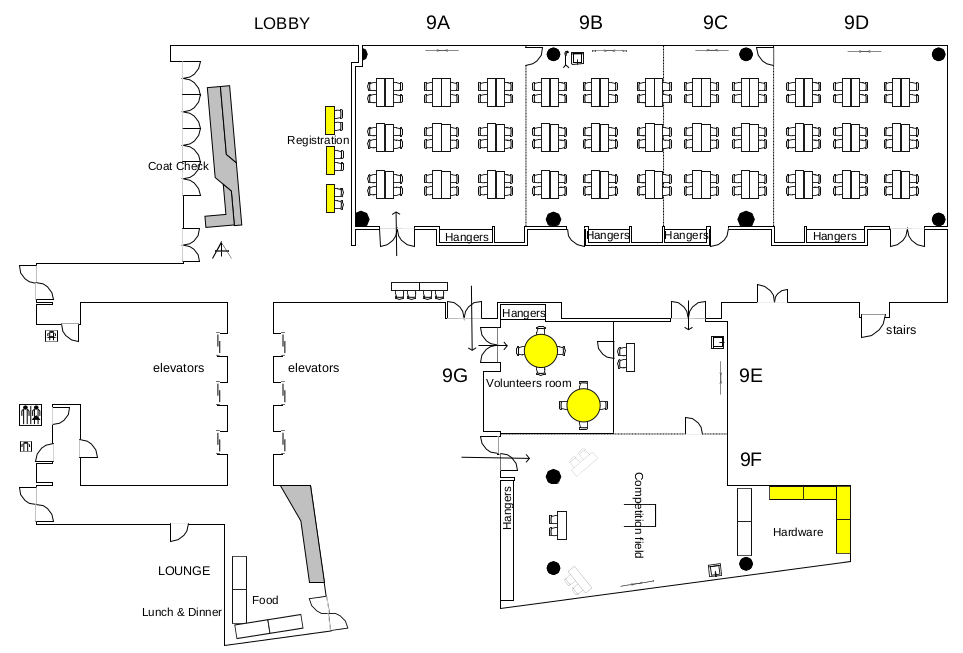 LOBBY
9A
9B
9C
9D
Registration
Coat Check
Hangers
Hangers
Hangers
Hangers
Hangers
stairs
elevators
elevators
9G
Volunteers room
9E
9F
Hangers
Competition field
Hardware
LOUNGE
Food
Lunch & Dinner